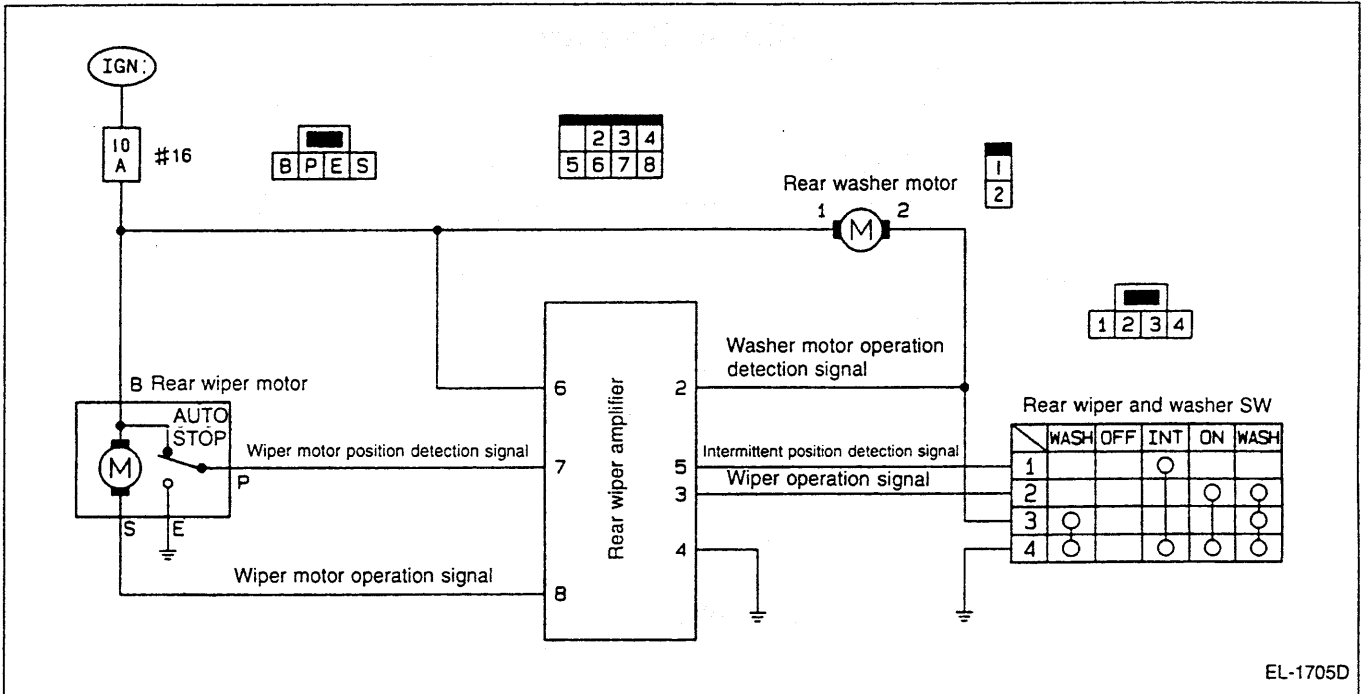 IGN:
10 A
#16
B P E S
2 3 4
5 6 7 8
1
2
Rear washer motor
1 M 2
1 2 3 4
Washer motor operation
detection signal
B Rear wiper motor
AUTO
STOP
M
Wiper motor position detection signal
P
S E
Wiper motor operation signal
Rear wiper amplifier
6
7
8
2
5
3
4
Intermittent position detection signal
Wiper operation signal
Rear wiper and washer SW
WASH OFF INT ON WASH
1
2
3
4
EL-1705D